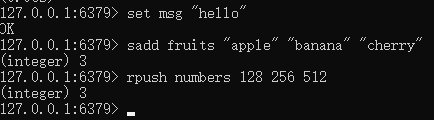 127.0.0.1:6379> set msg "hello"
OK
127.0.0.1:6379> sadd fruits "apple" "banana" "cherry"
(integer) 3
127.0.0.1:6379> rpush numbers 128 256 512
(integer) 3
127.0.0.1:6379>